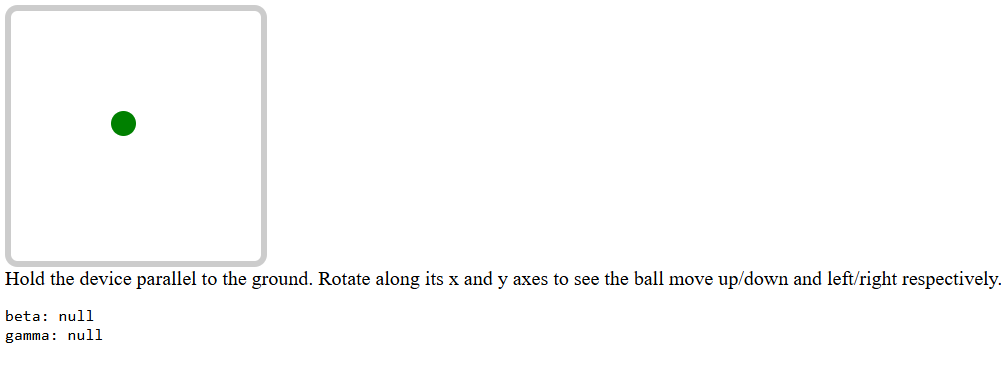 Hold the device parallel to the ground. Rotate along its x and y axes to see the ball move up/down and left/right respectively.
beta: null
gamma: null